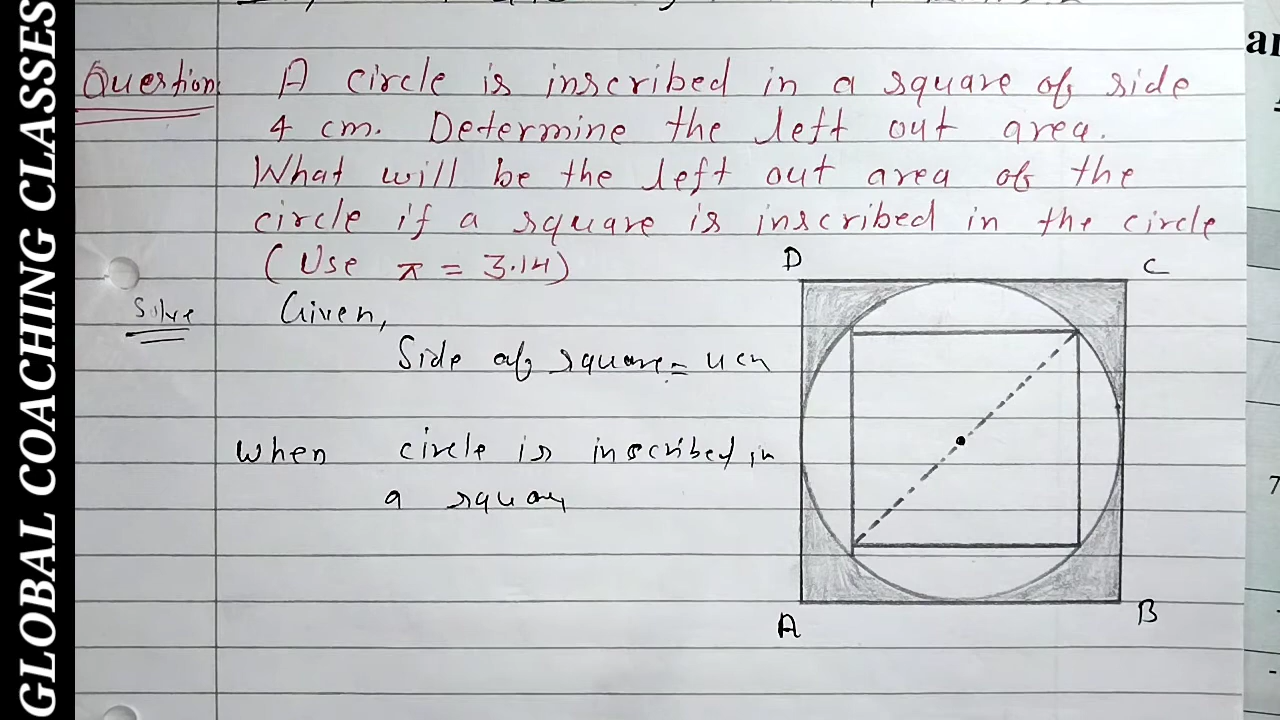 GLOBAL COACHING CLASSES
Question: A circle is inscribed in a square of side
4 cm. Determine the left out area.
What will be the left out area of the
circle if a square is inscribed in the circle
(Use π = 3.14)
Given,
Side of square = 4 cm
When circle is inscribed in
a square
D
C
A
B
7